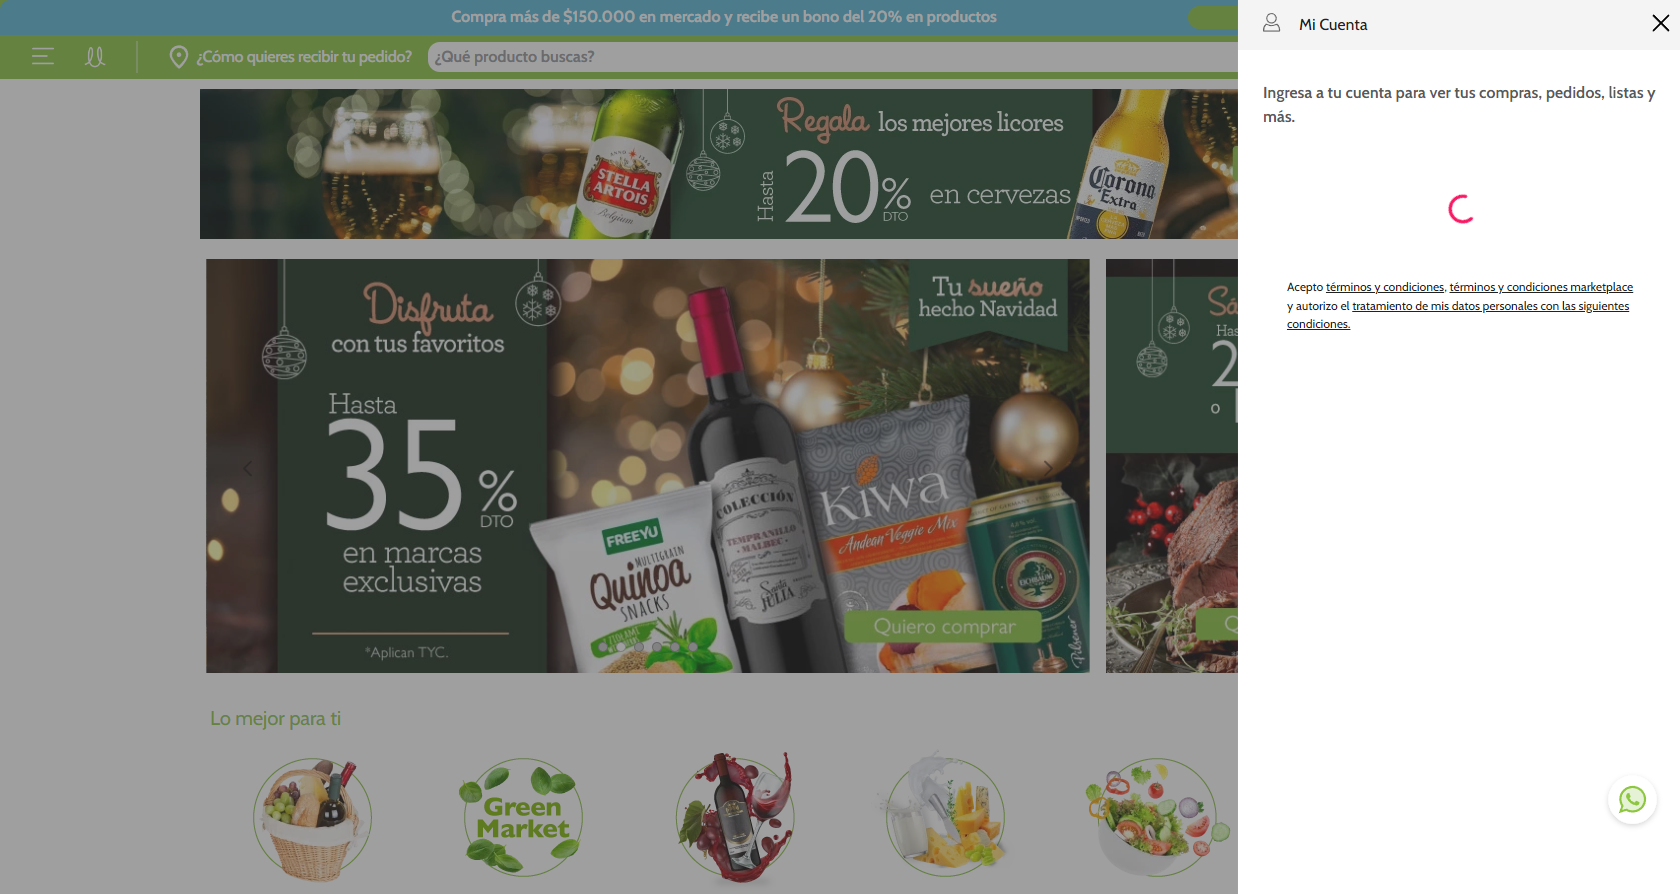 Compra más de $150.000 en mercado y recibe un bono del 20% en productos
¿Cómo quieres recibir tu pedido?
¿Qué producto buscas?
Mi Cuenta
Ingresa a tu cuenta para ver tus compras, pedidos, listas y
más.
Acepto términos y condiciones, términos y condiciones marketplace
y autorizo el tratamiento de mis datos personales con las siguientes
condiciones.
Regala los mejores licores
Hasta
20%
DTO
en cervezas
STELLA
ARTOIS
Belgium
Corona
Extra
Disfruta
con tus favoritos
Hasta
35%
DTO
en marcas
exclusivas
*Aplican TYC.
Tu sueño
hecho Navidad
FREEYU
MULTIGRAIN
Quinoa
SNACKS
COLECCIÓN
TEMPRANILLO
MALBEC
Santa
JULIA
KIWA
Andean Veggie Mix
EICHBAUM
Pilsener
Quiero comprar
Lo mejor para ti
Green
Market